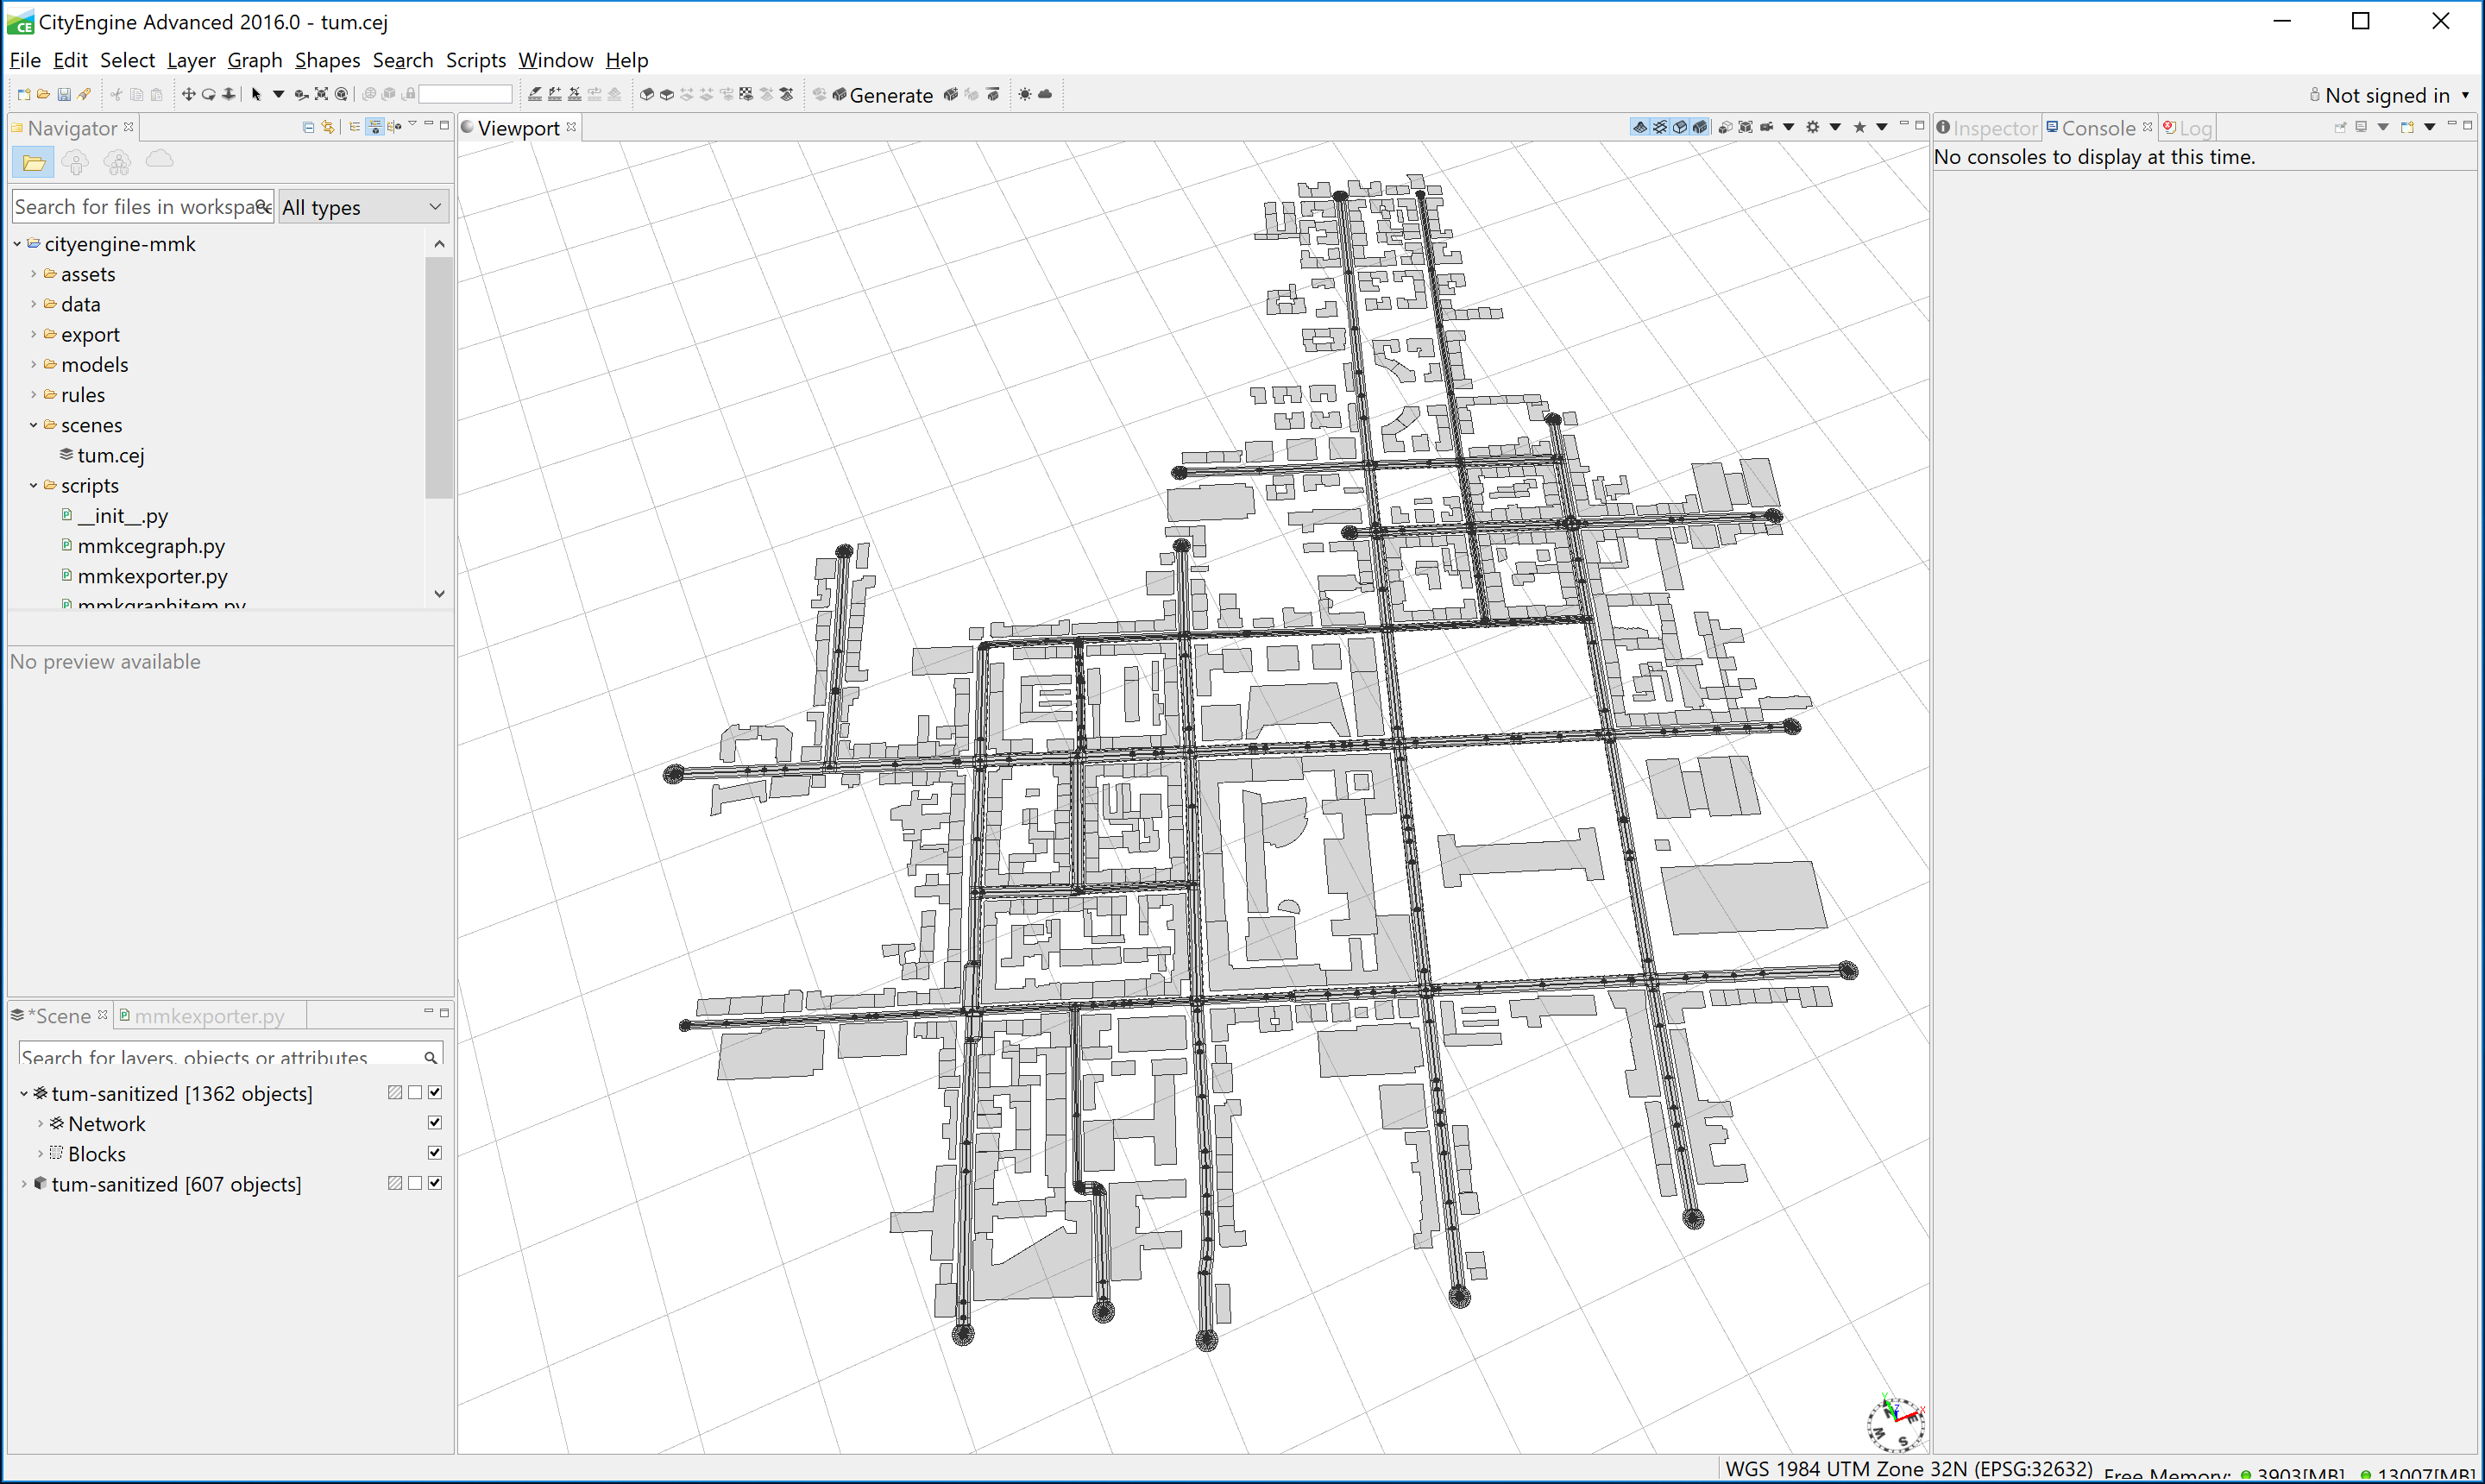 CityEngine Advanced 2016.0 - tum.cej
File Edit Select Layer Graph Shapes Search Scripts Window Help
Generate
Not signed in
Navigator
Viewport
Inspector
Console
Log
No consoles to display at this time.
Search for files in workspace
All types
cityengine-mmk
assets
data
export
models
rules
scenes
tum.cej
scripts
__init__.py
mmkcegraph.py
mmkexporter.py
mmkgraphitem.py
No preview available
*Scene
mmkexporter.py
Search for layers, objects or attributes
tum-sanitized [1362 objects]
Network
Blocks
tum-sanitized [607 objects]
N E S W
WGS 1984 UTM Zone 32N (EPSG:32632)
Free Memory: 3903[MB] 13007[MB]